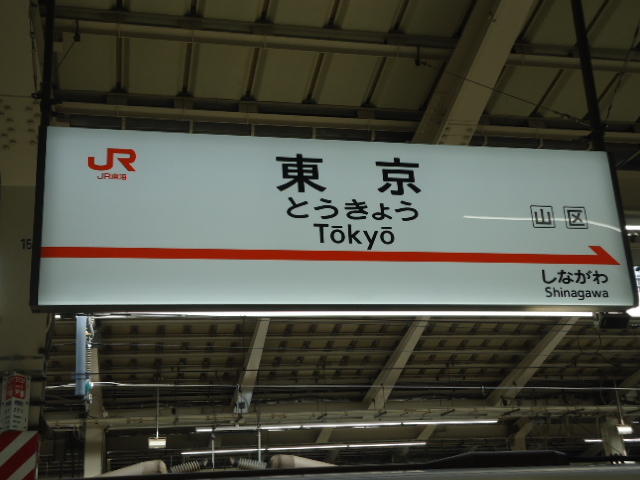 JR
JR東海
東京
とうきょう
Tōkyō
山 区
しながわ
Shinagawa
16